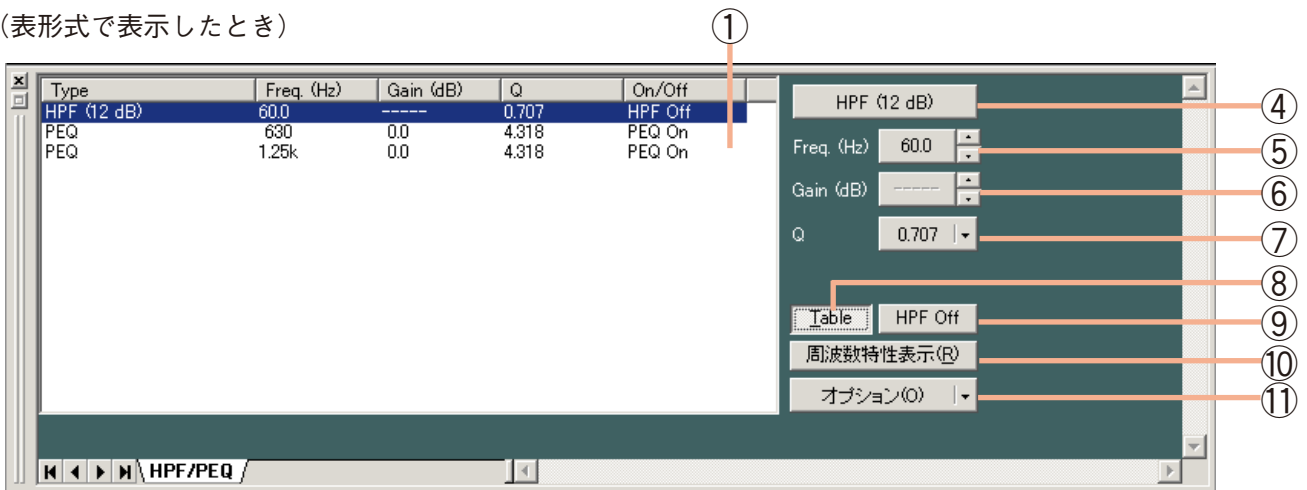 （表形式で表示したとき）
①
Type Freq. (Hz) Gain (dB) Q On/Off
HPF (12 dB) 60.0 ----- 0.707 HPF Off
PEQ 630 0.0 4.318 PEQ On
PEQ 1.25k 0.0 4.318 PEQ On
HPF (12 dB) ④
Freq. (Hz) 60.0 ⑤
Gain (dB) ----- ⑥
Q 0.707 ⑦
⑧
Table HPF Off ⑨
周波数特性表示(R) ⑩
オプション(O) ⑪
HPF/PEQ